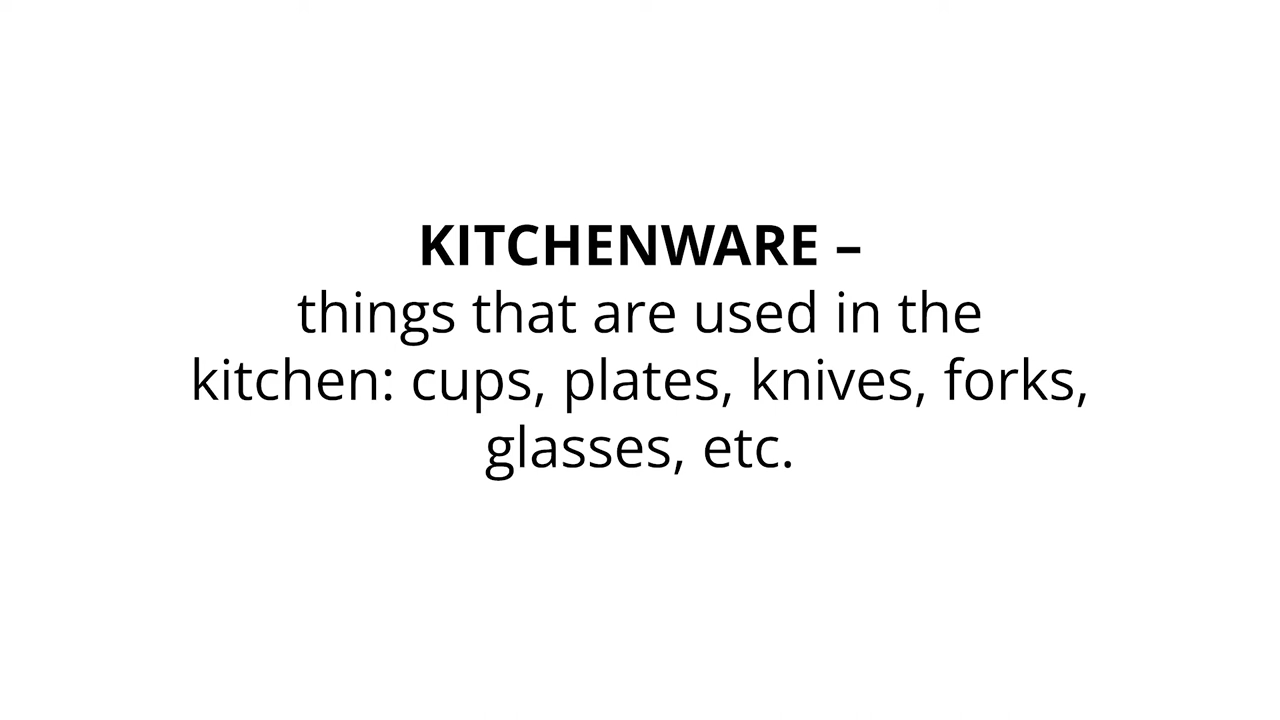 KITCHENWARE –
things that are used in the
kitchen: cups, plates, knives, forks,
glasses, etc.